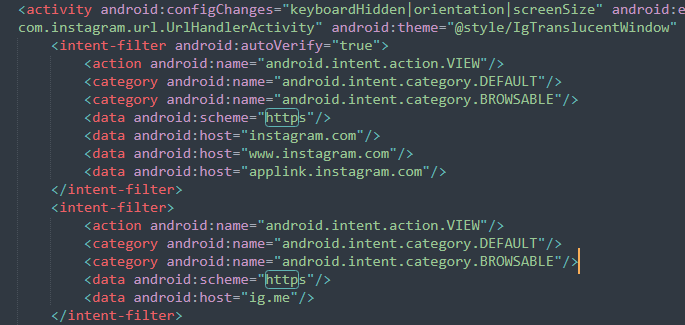 <activity android:configChanges="keyboardHidden|orientation|screenSize" android:e
com.instagram.url.UrlHandlerActivity" android:theme="@style/IgTranslucentWindow"
<intent-filter android:autoVerify="true">
<action android:name="android.intent.action.VIEW"/>
<category android:name="android.intent.category.DEFAULT"/>
<category android:name="android.intent.category.BROWSABLE"/>
<data android:scheme="https"/>
<data android:host="instagram.com"/>
<data android:host="www.instagram.com"/>
<data android:host="applink.instagram.com"/>
</intent-filter>
<intent-filter>
<action android:name="android.intent.action.VIEW"/>
<category android:name="android.intent.category.DEFAULT"/>
<category android:name="android.intent.category.BROWSABLE"/>
<data android:scheme="https"/>
<data android:host="ig.me"/>
</intent-filter>